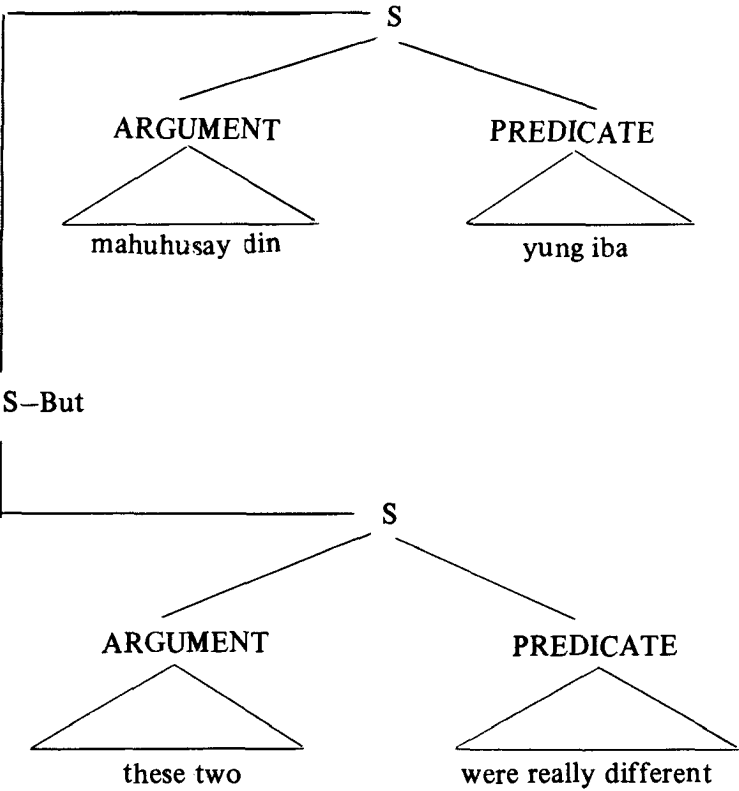 S
ARGUMENT PREDICATE
mahuhusay din yung iba
S–But
S
ARGUMENT PREDICATE
these two were really different